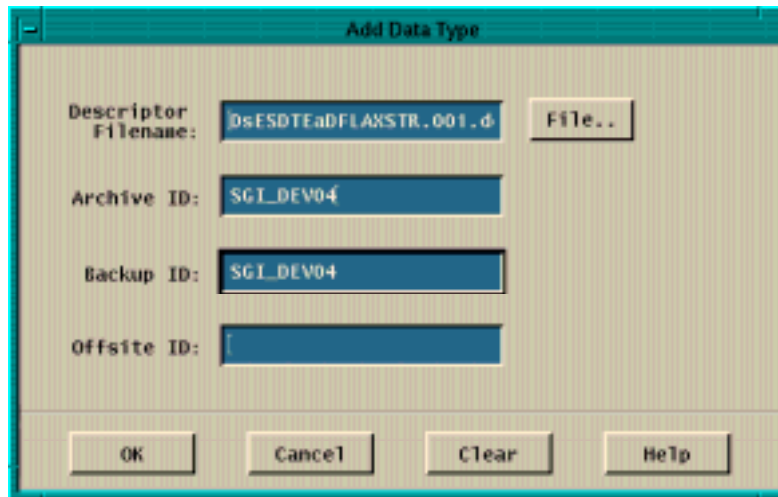 Add Data Type
Descriptor Filename: DsESDTEaDFLAXSTR.001.d File..
Archive ID: SGI_DEV04
Backup ID: SGI_DEV04
Offsite ID:
OK Cancel Clear Help